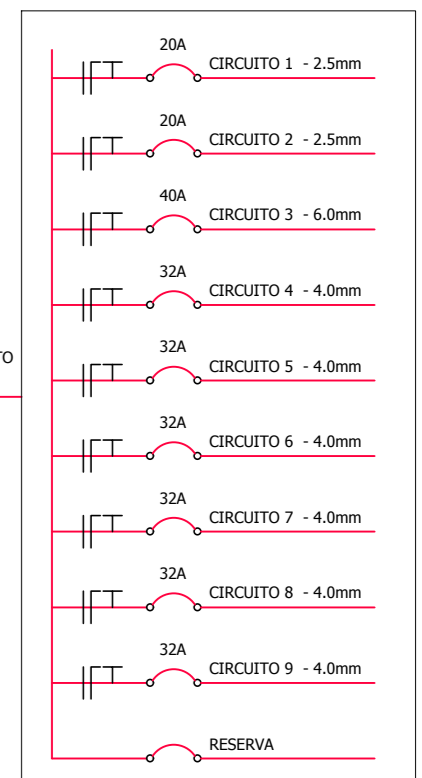 20A
CIRCUITO 1 - 2.5mm
20A
CIRCUITO 2 - 2.5mm
40A
CIRCUITO 3 - 6.0mm
32A
CIRCUITO 4 - 4.0mm
TO
32A
CIRCUITO 5 - 4.0mm
32A
CIRCUITO 6 - 4.0mm
32A
CIRCUITO 7 - 4.0mm
32A
CIRCUITO 8 - 4.0mm
32A
CIRCUITO 9 - 4.0mm
RESERVA